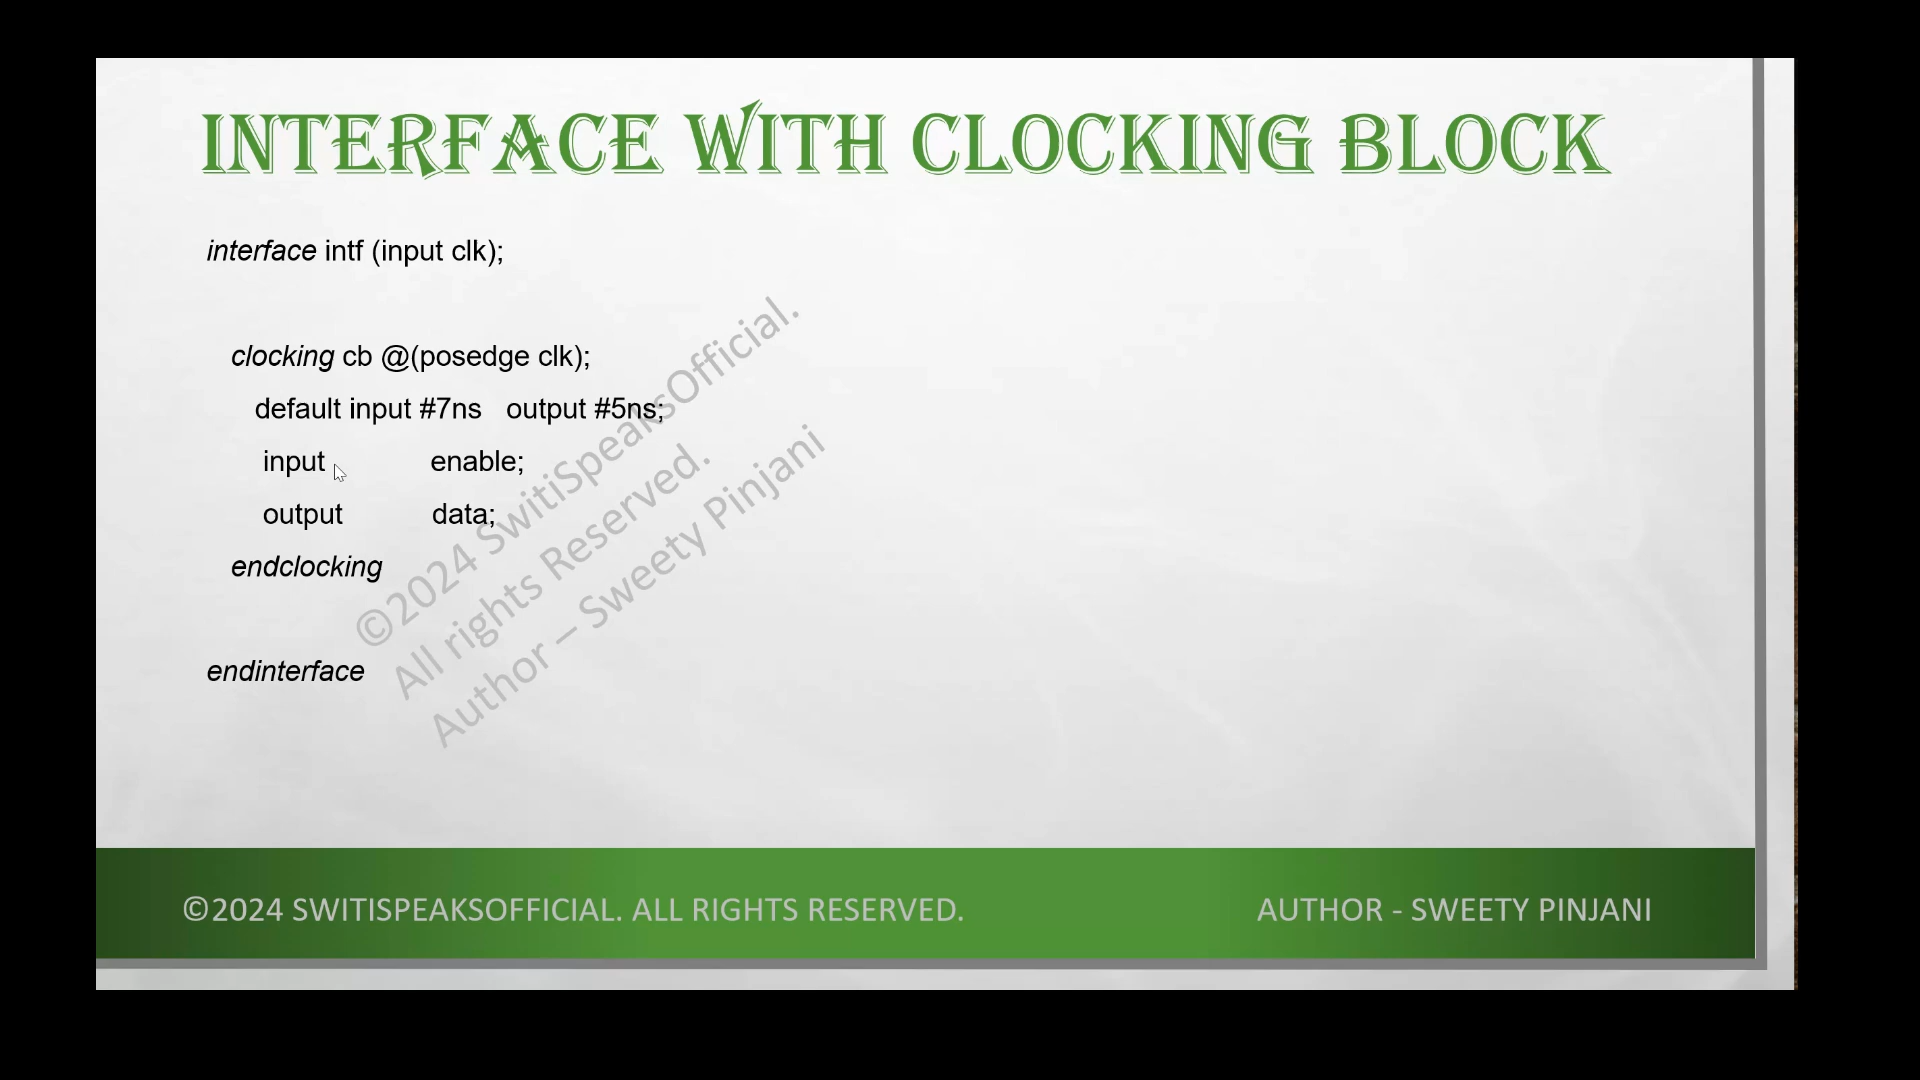 INTERFACE WITH CLOCKING BLOCK
interface intf (input clk);
clocking cb @(posedge clk);
default input #7ns output #5ns;
input enable;
output data;
endclocking
endinterface
©2024 SwitiSpeaksOfficial.
All rights Reserved.
Author – Sweety Pinjani
©2024 SWITISPEAKSOFFICIAL. ALL RIGHTS RESERVED.
AUTHOR - SWEETY PINJANI